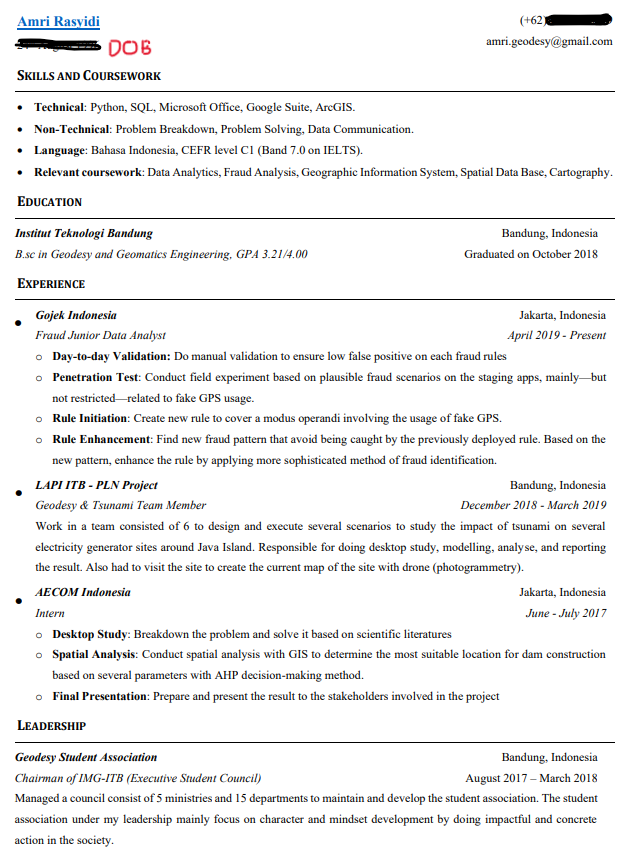 Amri Rasyidi (+62)
DOB amri.geodesy@gmail.com
SKILLS AND COURSEWORK
• Technical: Python, SQL, Microsoft Office, Google Suite, ArcGIS.
• Non-Technical: Problem Breakdown, Problem Solving, Data Communication.
• Language: Bahasa Indonesia, CEFR level C1 (Band 7.0 on IELTS).
• Relevant coursework: Data Analytics, Fraud Analysis, Geographic Information System, Spatial Data Base, Cartography.
EDUCATION
Institut Teknologi Bandung Bandung, Indonesia
B.sc in Geodesy and Geomatics Engineering, GPA 3.21/4.00 Graduated on October 2018
EXPERIENCE
• Gojek Indonesia Jakarta, Indonesia
Fraud Junior Data Analyst April 2019 - Present
o Day-to-day Validation: Do manual validation to ensure low false positive on each fraud rules
o Penetration Test: Conduct field experiment based on plausible fraud scenarios on the staging apps, mainly—but
not restricted—related to fake GPS usage.
o Rule Initiation: Create new rule to cover a modus operandi involving the usage of fake GPS.
o Rule Enhancement: Find new fraud pattern that avoid being caught by the previously deployed rule. Based on the
new pattern, enhance the rule by applying more sophisticated method of fraud identification.
• LAPI ITB - PLN Project Bandung, Indonesia
Geodesy & Tsunami Team Member December 2018 - March 2019
Work in a team consisted of 6 to design and execute several scenarios to study the impact of tsunami on several
electricity generator sites around Java Island. Responsible for doing desktop study, modelling, analyse, and reporting
the result. Also had to visit the site to create the current map of the site with drone (photogrammetry).
• AECOM Indonesia Jakarta, Indonesia
Intern June - July 2017
o Desktop Study: Breakdown the problem and solve it based on scientific literatures
o Spatial Analysis: Conduct spatial analysis with GIS to determine the most suitable location for dam construction
based on several parameters with AHP decision-making method.
o Final Presentation: Prepare and present the result to the stakeholders involved in the project
LEADERSHIP
Geodesy Student Association Bandung, Indonesia
Chairman of IMG-ITB (Executive Student Council) August 2017 – March 2018
Managed a council consist of 5 ministries and 15 departments to maintain and develop the student association. The student
association under my leadership mainly focus on character and mindset development by doing impactful and concrete
action in the society.